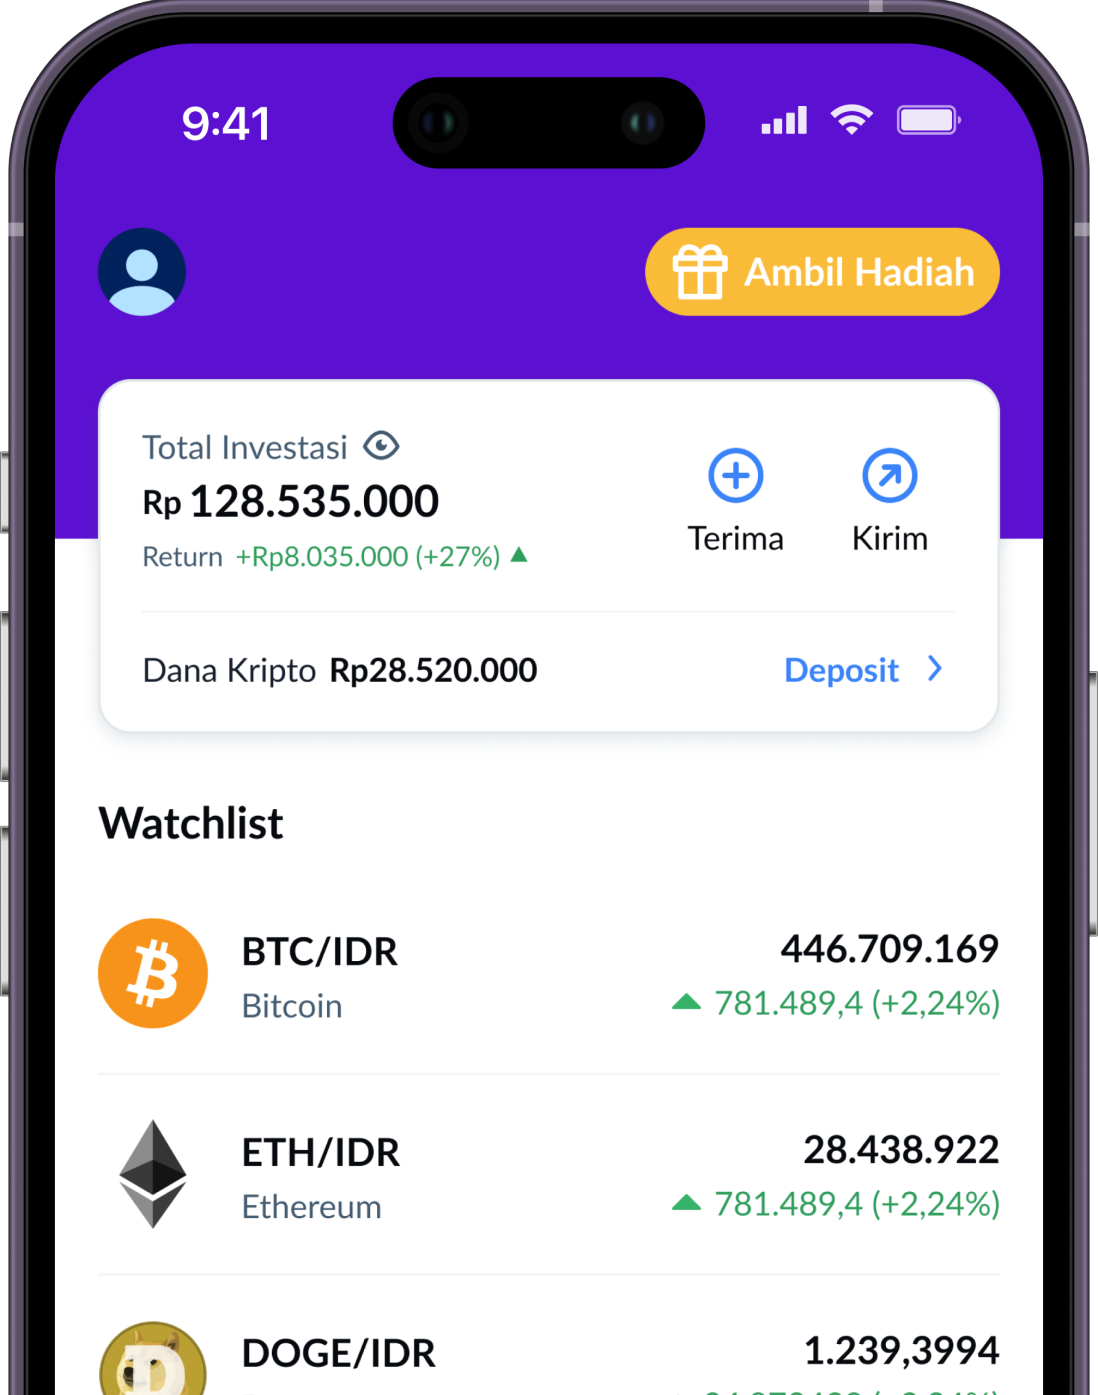 9:41
Ambil Hadiah
Total Investasi
Rp 128.535.000
Return +Rp8.035.000 (+27%) ▲
Terima
Kirim
Dana Kripto Rp28.520.000
Deposit
Watchlist
BTC/IDR
446.709.169
Bitcoin
▲ 781.489,4 (+2,24%)
ETH/IDR
28.438.922
Ethereum
▲ 781.489,4 (+2,24%)
DOGE/IDR
1.239,3994